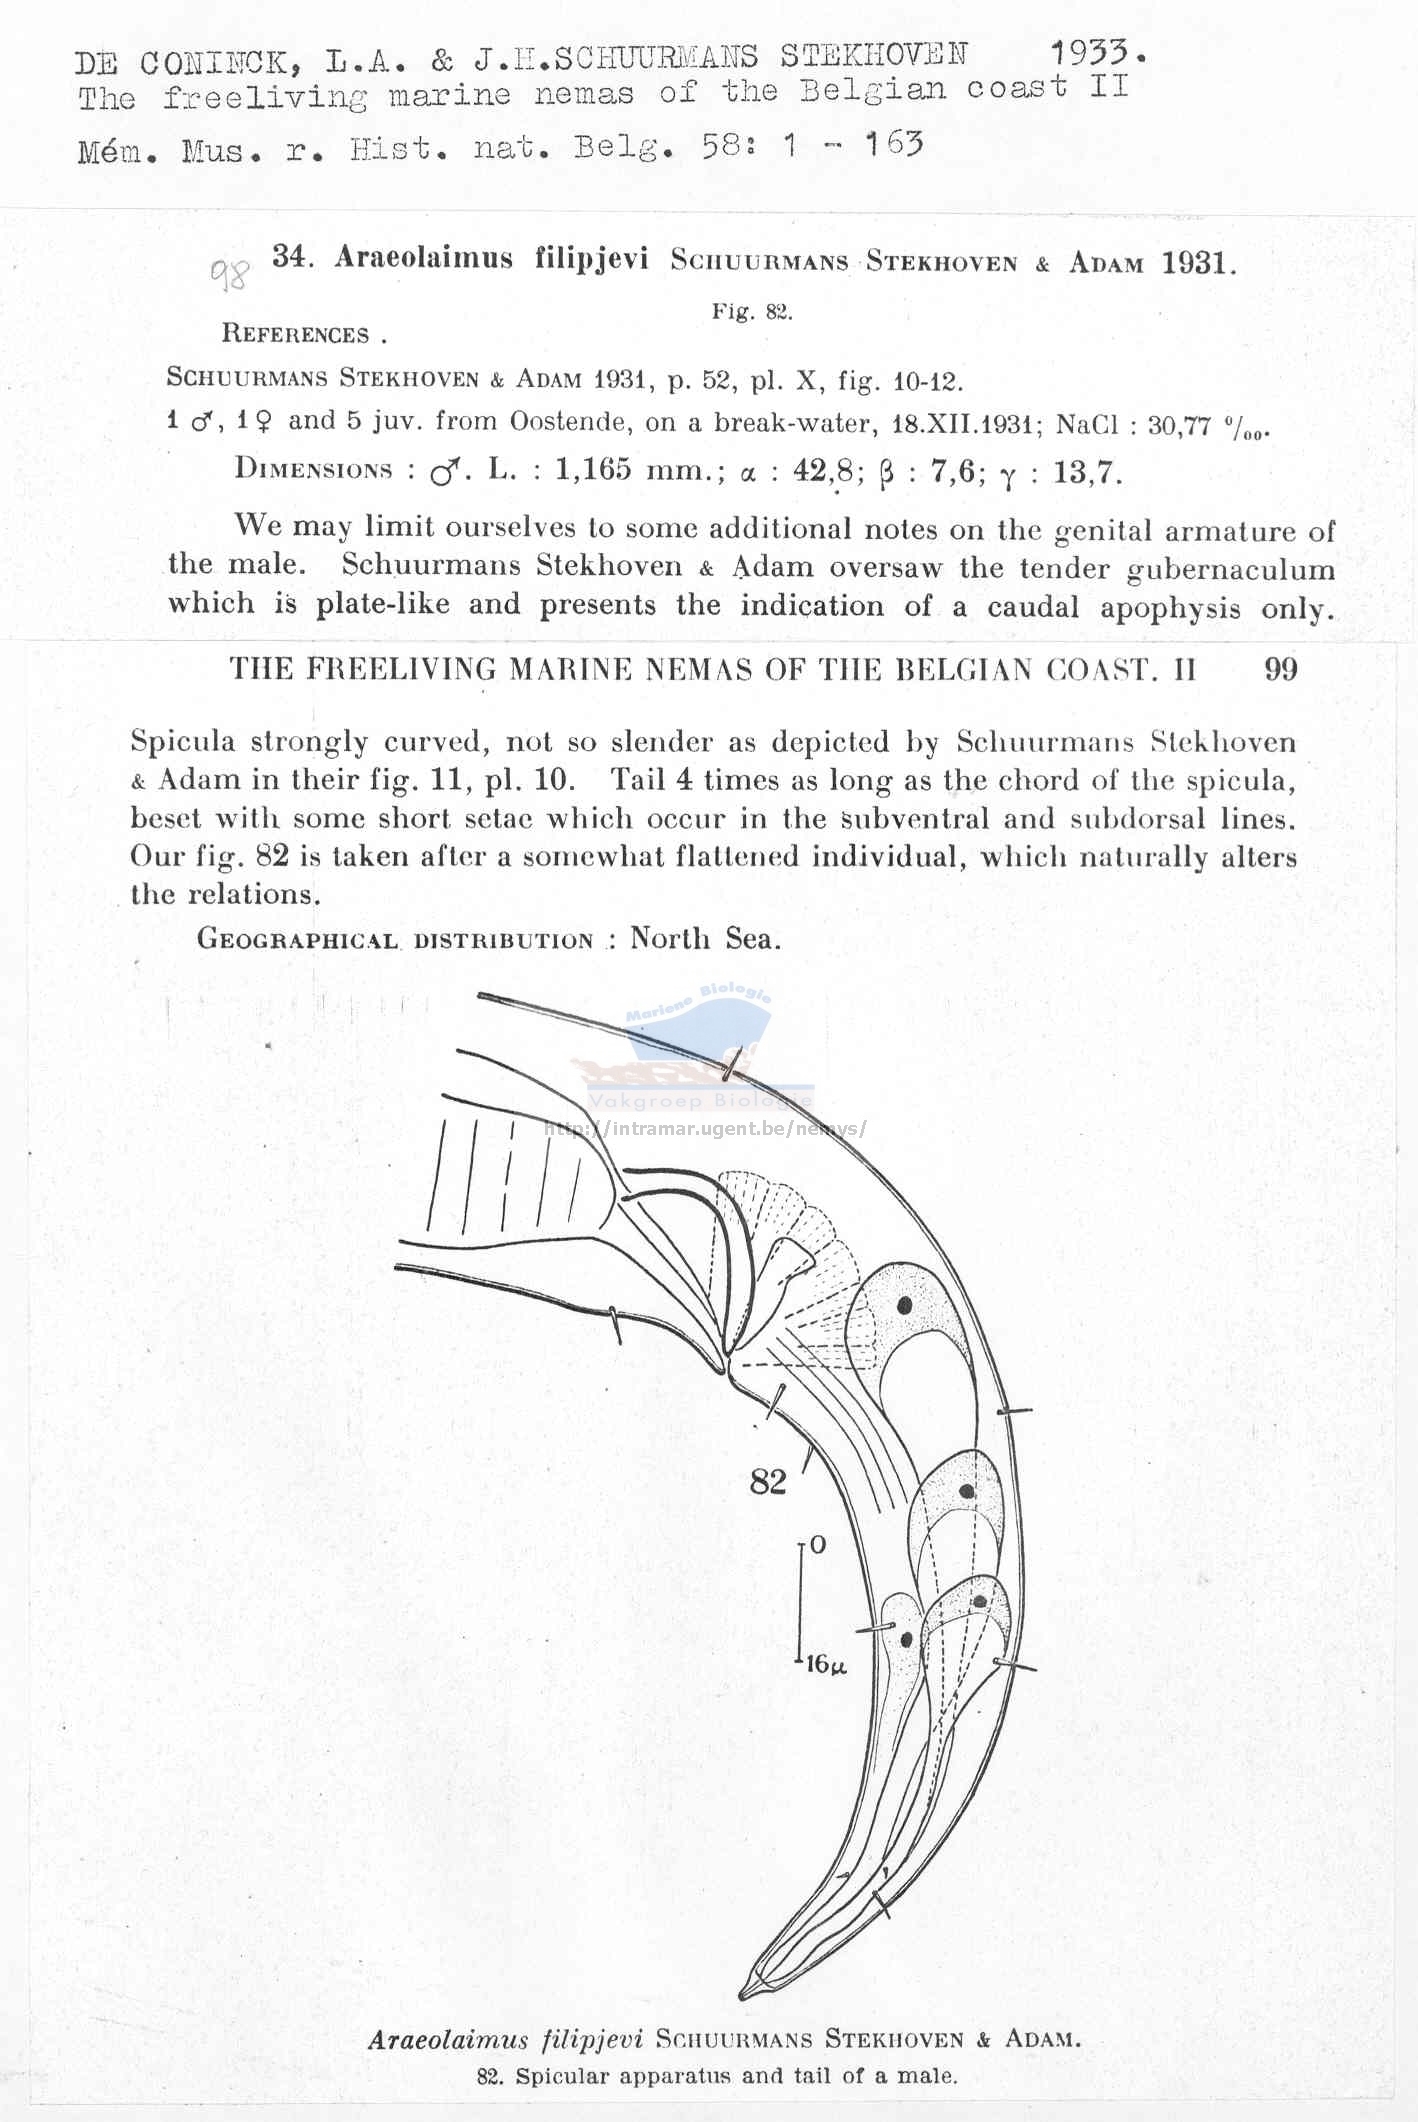 DE CONINCK, L.A. & J.H.SCHUURMANS STEKHOVEN 1933.
The freeliving marine nemas of the Belgian coast II
Mém. Mus. r. Hist. nat. Belg. 58: 1 - 163
98
34. Araeolaimus filipjevi SCHUURMANS STEKHOVEN & ADAM 1931.
Fig. 82.
REFERENCES .
SCHUURMANS STEKHOVEN & ADAM 1931, p. 52, pl. X, fig. 10-12.
1 ♂, 1 ♀ and 5 juv. from Oostende, on a break-water, 18.XII.1931; NaCl : 30,77 ‰.
DIMENSIONS : ♂. L. : 1,165 mm.; α : 42,8; β : 7,6; γ : 13,7.
We may limit ourselves to some additional notes on the genital armature of
the male. Schuurmans Stekhoven & Adam oversaw the tender gubernaculum
which is plate-like and presents the indication of a caudal apophysis only.
THE FREELIVING MARINE NEMAS OF THE BELGIAN COAST. II 99
Spicula strongly curved, not so slender as depicted by Schuurmans Stekhoven
& Adam in their fig. 11, pl. 10. Tail 4 times as long as the chord of the spicula,
beset with some short setae which occur in the subventral and subdorsal lines.
Our fig. 82 is taken after a somewhat flattened individual, which naturally alters
the relations.
GEOGRAPHICAL DISTRIBUTION : North Sea.
Mariene Biologie
Vakgroep Biologie
http://intramar.ugent.be/nemys/
82
0
16μ
Araeolaimus filipjevi SCHUURMANS STEKHOVEN & ADAM.
82. Spicular apparatus and tail of a male.